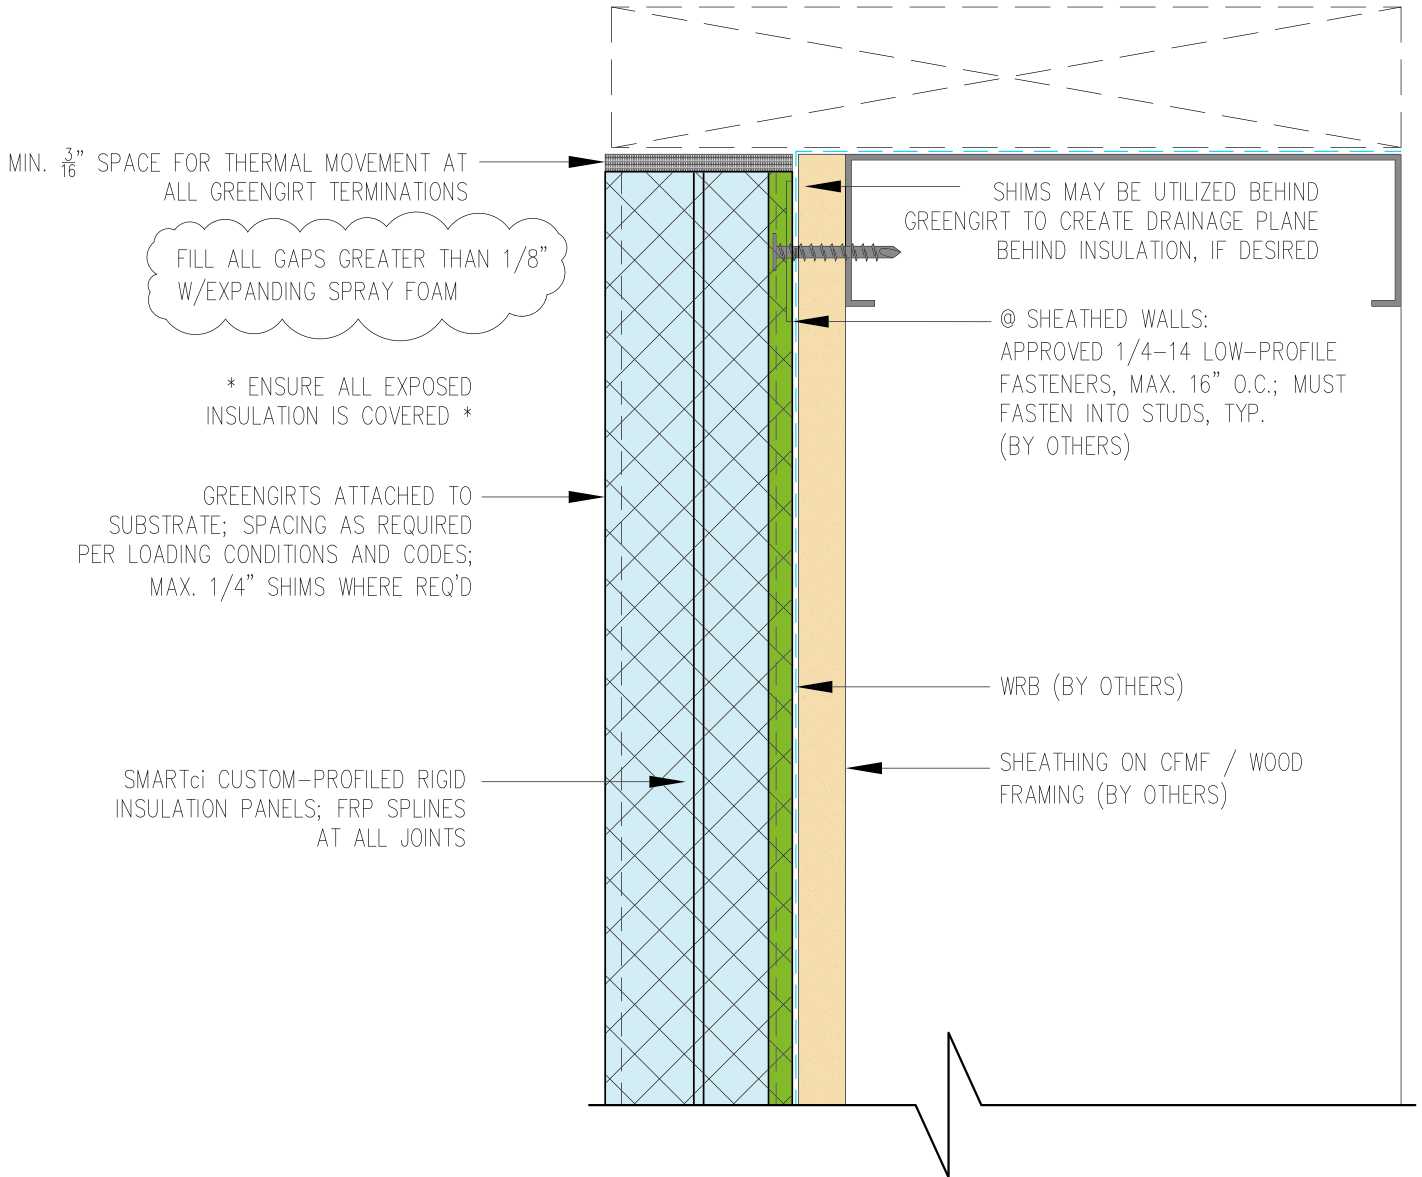 MIN. 3/16" SPACE FOR THERMAL MOVEMENT AT
ALL GREENGIRT TERMINATIONS
FILL ALL GAPS GREATER THAN 1/8"
W/EXPANDING SPRAY FOAM
* ENSURE ALL EXPOSED
INSULATION IS COVERED *
GREENGIRTS ATTACHED TO
SUBSTRATE; SPACING AS REQUIRED
PER LOADING CONDITIONS AND CODES;
MAX. 1/4" SHIMS WHERE REQ'D
SMARTci CUSTOM-PROFILED RIGID
INSULATION PANELS; FRP SPLINES
AT ALL JOINTS
SHIMS MAY BE UTILIZED BEHIND
GREENGIRT TO CREATE DRAINAGE PLANE
BEHIND INSULATION, IF DESIRED
@ SHEATHED WALLS:
APPROVED 1/4-14 LOW-PROFILE
FASTENERS, MAX. 16" O.C.; MUST
FASTEN INTO STUDS, TYP.
(BY OTHERS)
WRB (BY OTHERS)
SHEATHING ON CFMF / WOOD
FRAMING (BY OTHERS)